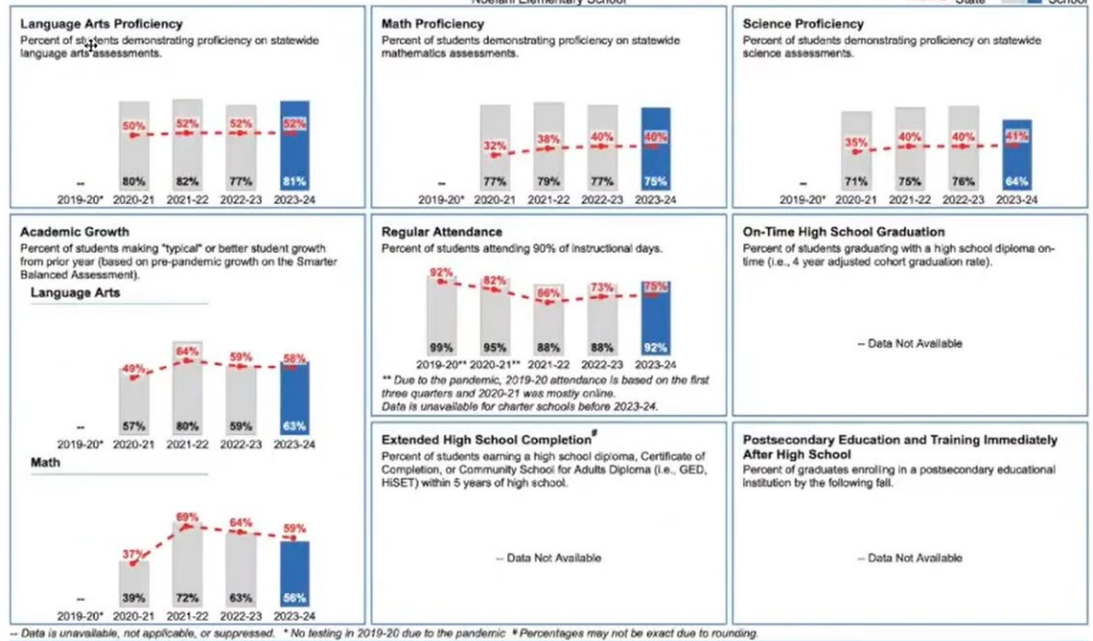 Noelani Elementary School
State
School
Language Arts Proficiency
Percent of students demonstrating proficiency on statewide
language arts assessments.
50% 52% 52% 52%
-- 80% 82% 77% 81%
2019-20* 2020-21 2021-22 2022-23 2023-24
Math Proficiency
Percent of students demonstrating proficiency on statewide
mathematics assessments.
32% 38% 40% 40%
-- 77% 79% 77% 75%
2019-20* 2020-21 2021-22 2022-23 2023-24
Science Proficiency
Percent of students demonstrating proficiency on statewide
science assessments.
35% 40% 40% 41%
-- 71% 75% 76% 64%
2019-20* 2020-21 2021-22 2022-23 2023-24
Academic Growth
Percent of students making "typical" or better student growth
from prior year (based on pre-pandemic growth on the Smarter
Balanced Assessment).
Language Arts
49% 64% 59% 58%
-- 57% 80% 59% 63%
2019-20* 2020-21 2021-22 2022-23 2023-24
Math
37% 69% 64% 59%
-- 39% 72% 63% 56%
2019-20* 2020-21 2021-22 2022-23 2023-24
Regular Attendance
Percent of students attending 90% of instructional days.
92% 82% 66% 73% 75%
99% 95% 88% 88% 92%
2019-20** 2020-21** 2021-22 2022-23 2023-24
** Due to the pandemic, 2019-20 attendance is based on the first
three quarters and 2020-21 was mostly online.
Data is unavailable for charter schools before 2023-24.
On-Time High School Graduation
Percent of students graduating with a high school diploma on-
time (i.e., 4 year adjusted cohort graduation rate).
-- Data Not Available
Extended High School Completion#
Percent of students earning a high school diploma, Certificate of
Completion, or Community School for Adults Diploma (i.e., GED,
HiSET) within 5 years of high school.
-- Data Not Available
Postsecondary Education and Training Immediately
After High School
Percent of graduates enrolling in a postsecondary educational
institution by the following fall.
-- Data Not Available
-- Data is unavailable, not applicable, or suppressed. * No testing in 2019-20 due to the pandemic # Percentages may not be exact due to rounding.